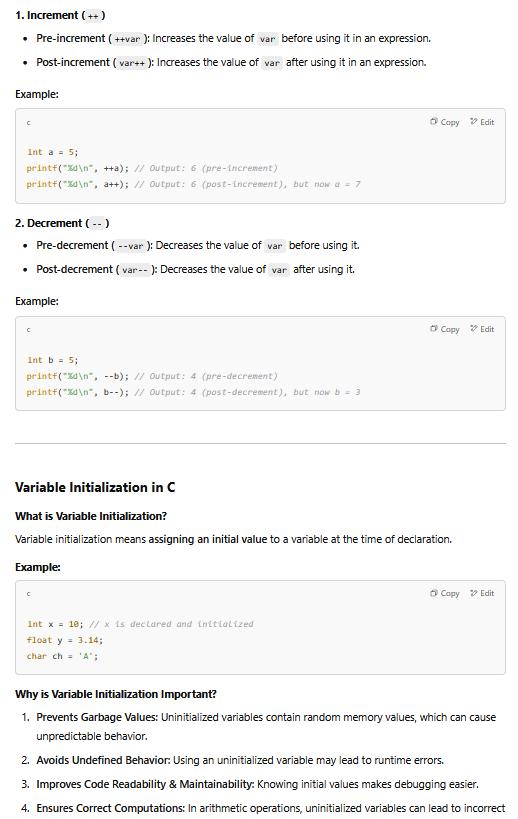 1. Increment ( ++ )
• Pre-increment ( ++var ): Increases the value of var before using it in an expression.
• Post-increment ( var++ ): Increases the value of var after using it in an expression.
Example:
c Copy Edit
int a = 5;
printf("%d\n", ++a); // Output: 6 (pre-increment)
printf("%d\n", a++); // Output: 6 (post-increment), but now a = 7
2. Decrement ( -- )
• Pre-decrement ( --var ): Decreases the value of var before using it.
• Post-decrement ( var-- ): Decreases the value of var after using it.
Example:
c Copy Edit
int b = 5;
printf("%d\n", --b); // Output: 4 (pre-decrement)
printf("%d\n", b--); // Output: 4 (post-decrement), but now b = 3
Variable Initialization in C
What is Variable Initialization?
Variable initialization means assigning an initial value to a variable at the time of declaration.
Example:
c Copy Edit
int x = 10; // x is declared and initialized
float y = 3.14;
char ch = 'A';
Why is Variable Initialization Important?
1. Prevents Garbage Values: Uninitialized variables contain random memory values, which can cause
unpredictable behavior.
2. Avoids Undefined Behavior: Using an uninitialized variable may lead to runtime errors.
3. Improves Code Readability & Maintainability: Knowing initial values makes debugging easier.
4. Ensures Correct Computations: In arithmetic operations, uninitialized variables can lead to incorrect